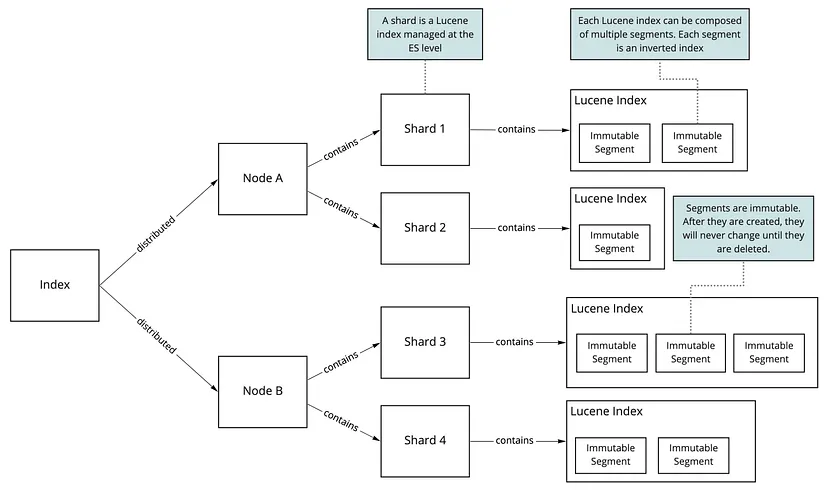 A shard is a Lucene
index managed at the
ES level
Each Lucene index can be composed
of multiple segments. Each segment
is an inverted index
Index
distributed
distributed
Node A
contains
contains
Shard 1
contains
Lucene Index
Immutable
Segment
Immutable
Segment
Shard 2
contains
Lucene Index
Immutable
Segment
Segments are immutable.
After they are created, they
will never change until they
are deleted.
Node B
contains
contains
Shard 3
contains
Lucene Index
Immutable
Segment
Immutable
Segment
Immutable
Segment
Shard 4
contains
Lucene Index
Immutable
Segment
Immutable
Segment